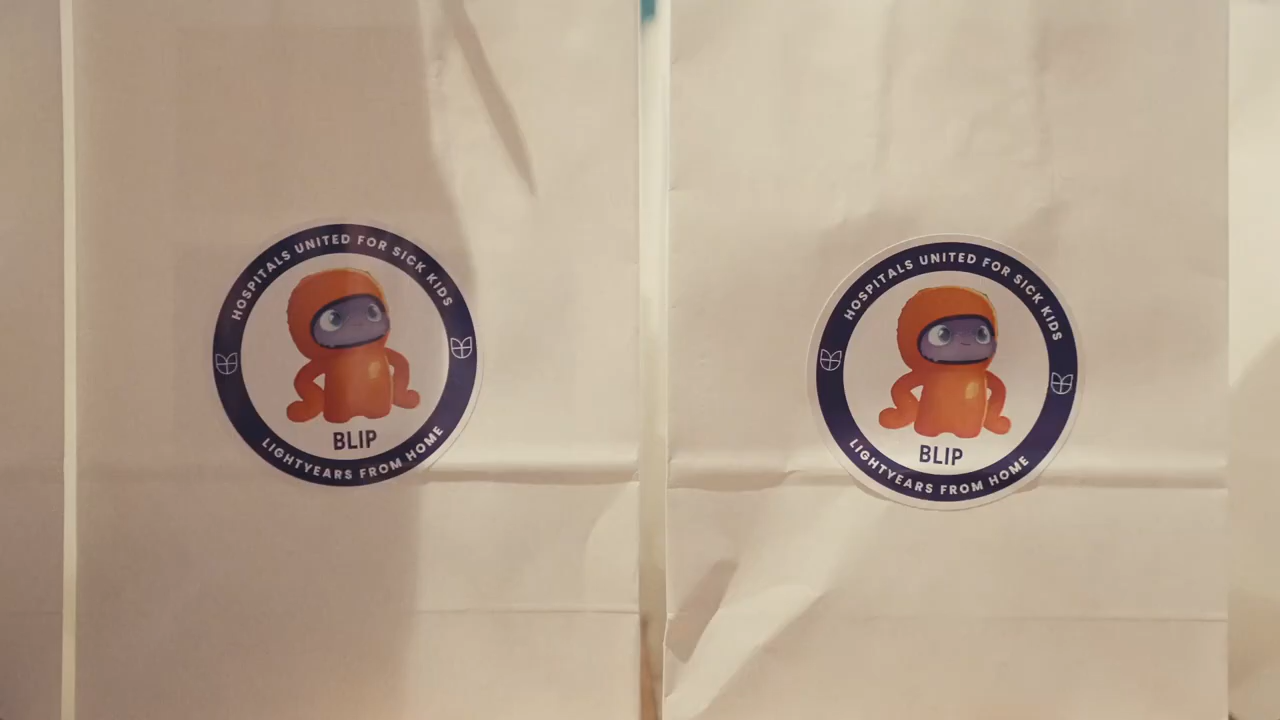 HOSPITALS UNITED FOR SICK KIDS
BLIP
LIGHTYEARS FROM HOME
HOSPITALS UNITED FOR SICK KIDS
BLIP
LIGHTYEARS FROM HOME